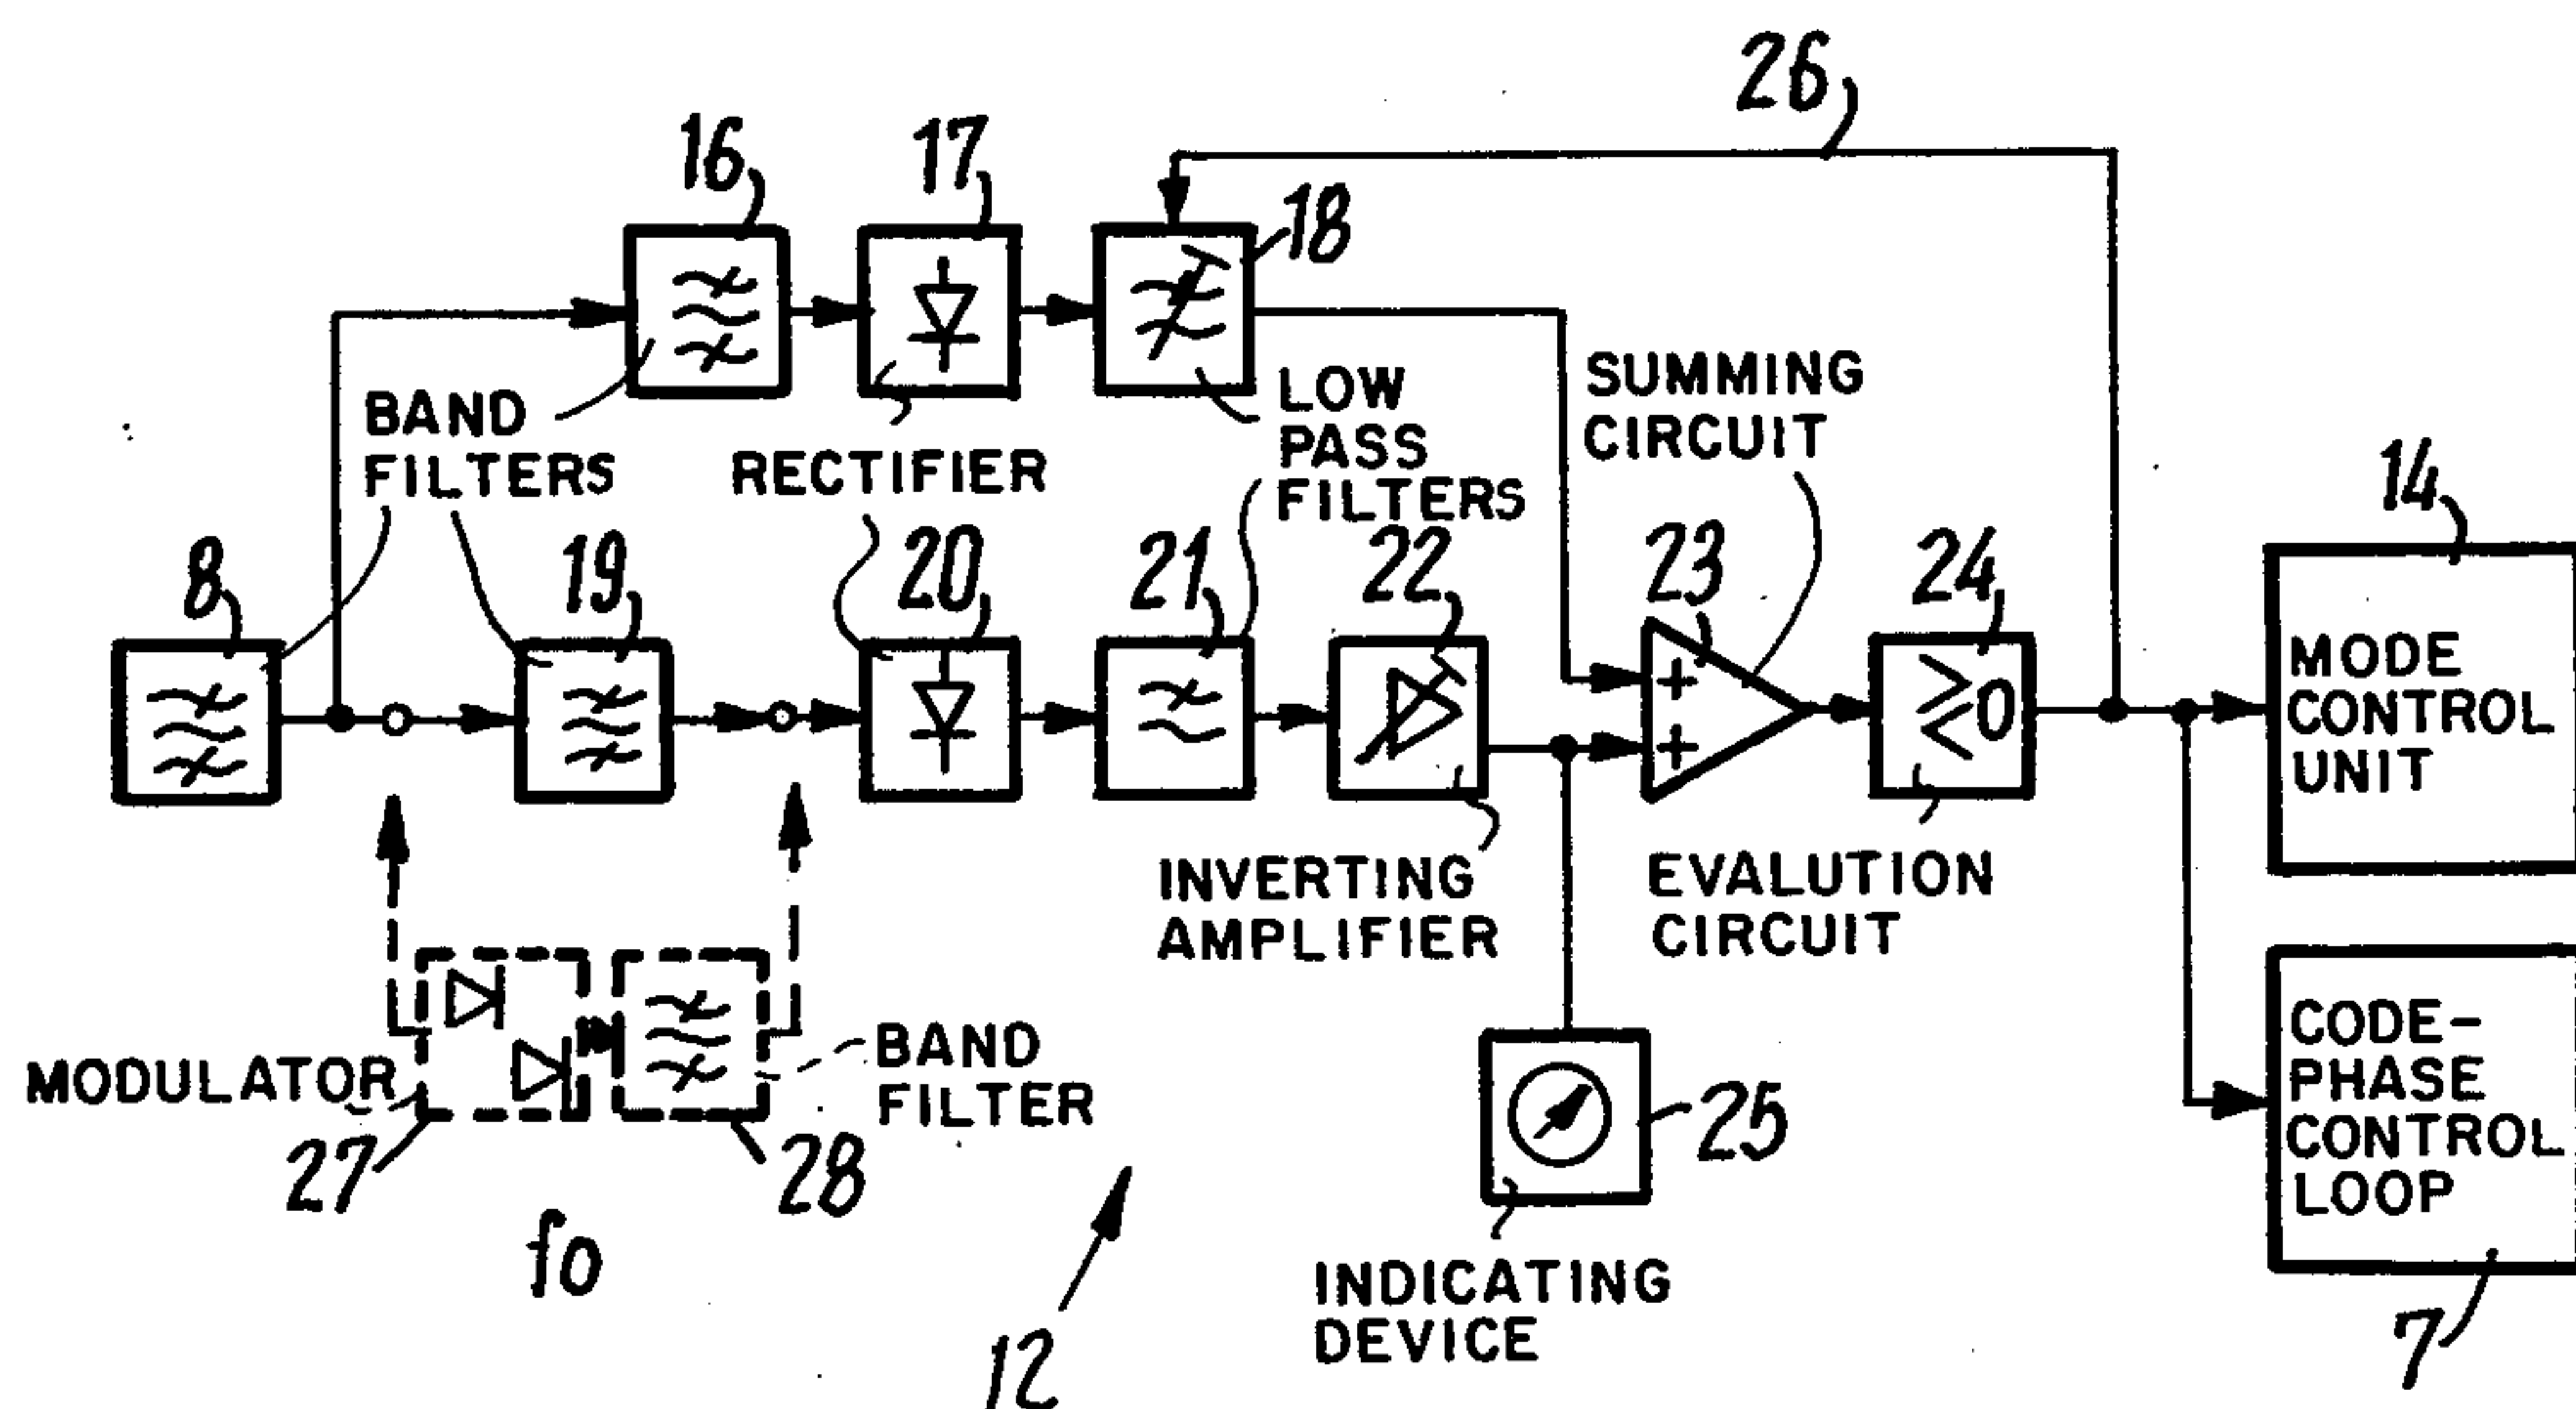 26
16
17
18
BAND
FILTERS
RECTIFIER
LOW
PASS
FILTERS
SUMMING
CIRCUIT
14
8
19
20
21
22
23
24
+
+
≥
≤0
MODE
CONTROL
UNIT
INVERTING
AMPLIFIER
EVALUTION
CIRCUIT
MODULATOR
BAND
FILTER
27
28
25
CODE-
PHASE
CONTROL
LOOP
fo
INDICATING
DEVICE
12
7